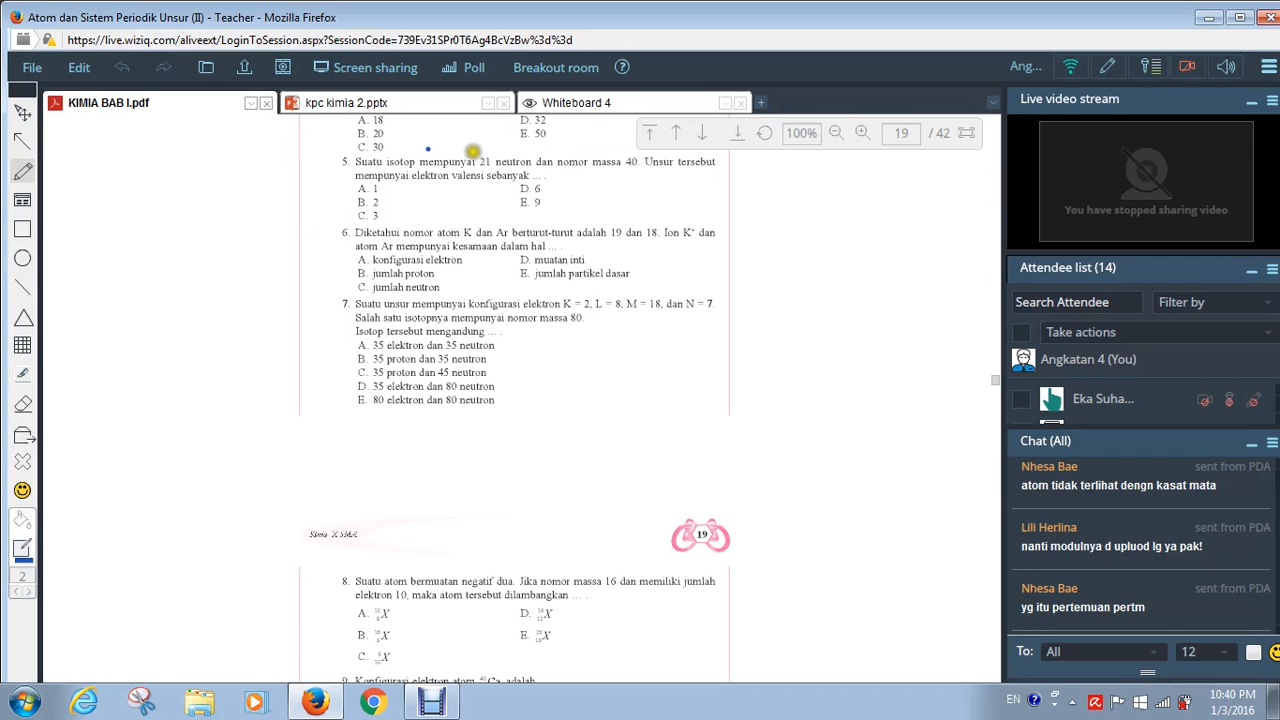 Atom dan Sistem Periodik Unsur (II) - Teacher - Mozilla Firefox
https://live.wiziq.com/aliveext/LoginToSession.aspx?SessionCode=739Ev31SPr0T6Ag4BcVzBw%3d%3d
File Edit Screen sharing Poll Breakout room Ang...
KIMIA BAB I.pdf kpc kimia 2.pptx Whiteboard 4
100% 19 / 42
A. 18 D. 32
B. 20 E. 50
C. 30
5. Suatu isotop mempunyai 21 neutron dan nomor massa 40. Unsur tersebut
mempunyai elektron valensi sebanyak ... .
A. 1 D. 6
B. 2 E. 9
C. 3
6. Diketahui nomor atom K dan Ar berturut-turut adalah 19 dan 18. Ion K⁺ dan
atom Ar mempunyai kesamaan dalam hal ... .
A. konfigurasi elektron D. muatan inti
B. jumlah proton E. jumlah partikel dasar
C. jumlah neutron
7. Suatu unsur mempunyai konfigurasi elektron K = 2, L = 8, M = 18, dan N = 7.
Salah satu isotopnya mempunyai nomor massa 80.
Isotop tersebut mengandung ... .
A. 35 elektron dan 35 neutron
B. 35 proton dan 35 neutron
C. 35 proton dan 45 neutron
D. 35 elektron dan 80 neutron
E. 80 elektron dan 80 neutron
Kimia X SMA 19
8. Suatu atom bermuatan negatif dua. Jika nomor massa 16 dan memiliki jumlah
elektron 10, maka atom tersebut dilambangkan ... .
A. X D. X
B. X E. X
C. X
9. Konfigurasi elektron atom Ca adalah
2
Live video stream
You have stopped sharing video
Attendee list (14)
Search Attendee Filter by
Take actions
Angkatan 4 (You)
Eka Suha...
Chat (All)
Nhesa Bae sent from PDA
atom tidak terlihat dengn kasat mata
Lili Herlina sent from PDA
nanti modulnya d upluod lg ya pak!
Nhesa Bae sent from PDA
yg itu pertemuan pertm
To: All 12
EN 10:40 PM
1/3/2016